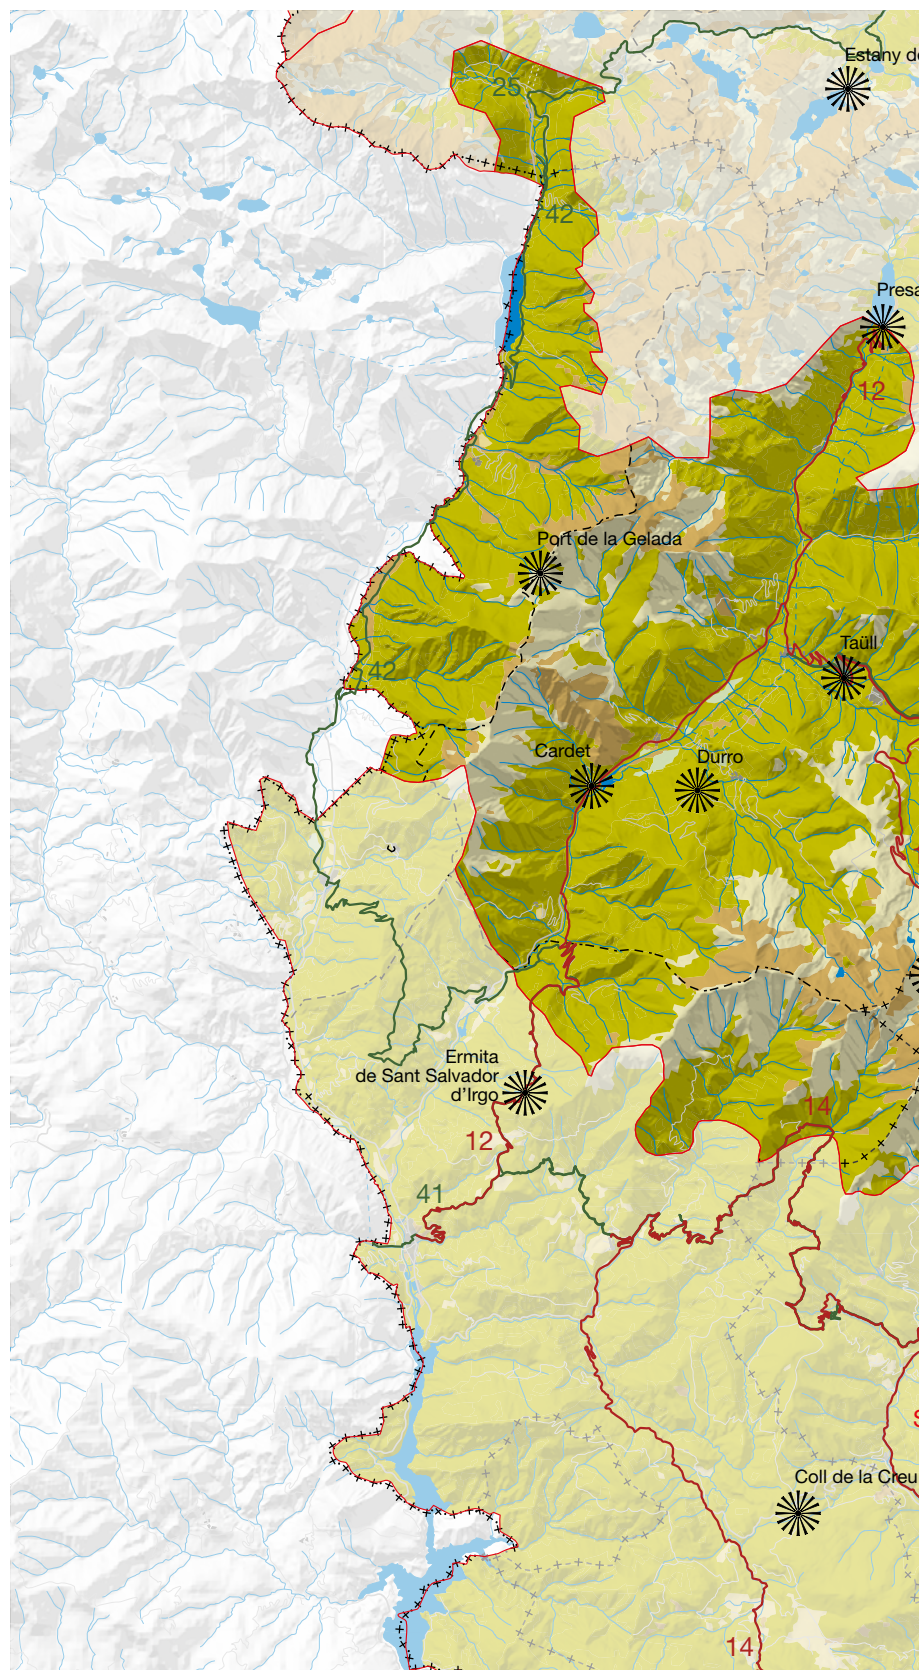 Estany de
25
42
Presa
12
Port de la Gelada
Taüll
42
Cardet
Durro
Ermita
de Sant Salvador
d'Irgo
14
12
41
S
Coll de la Creu
14